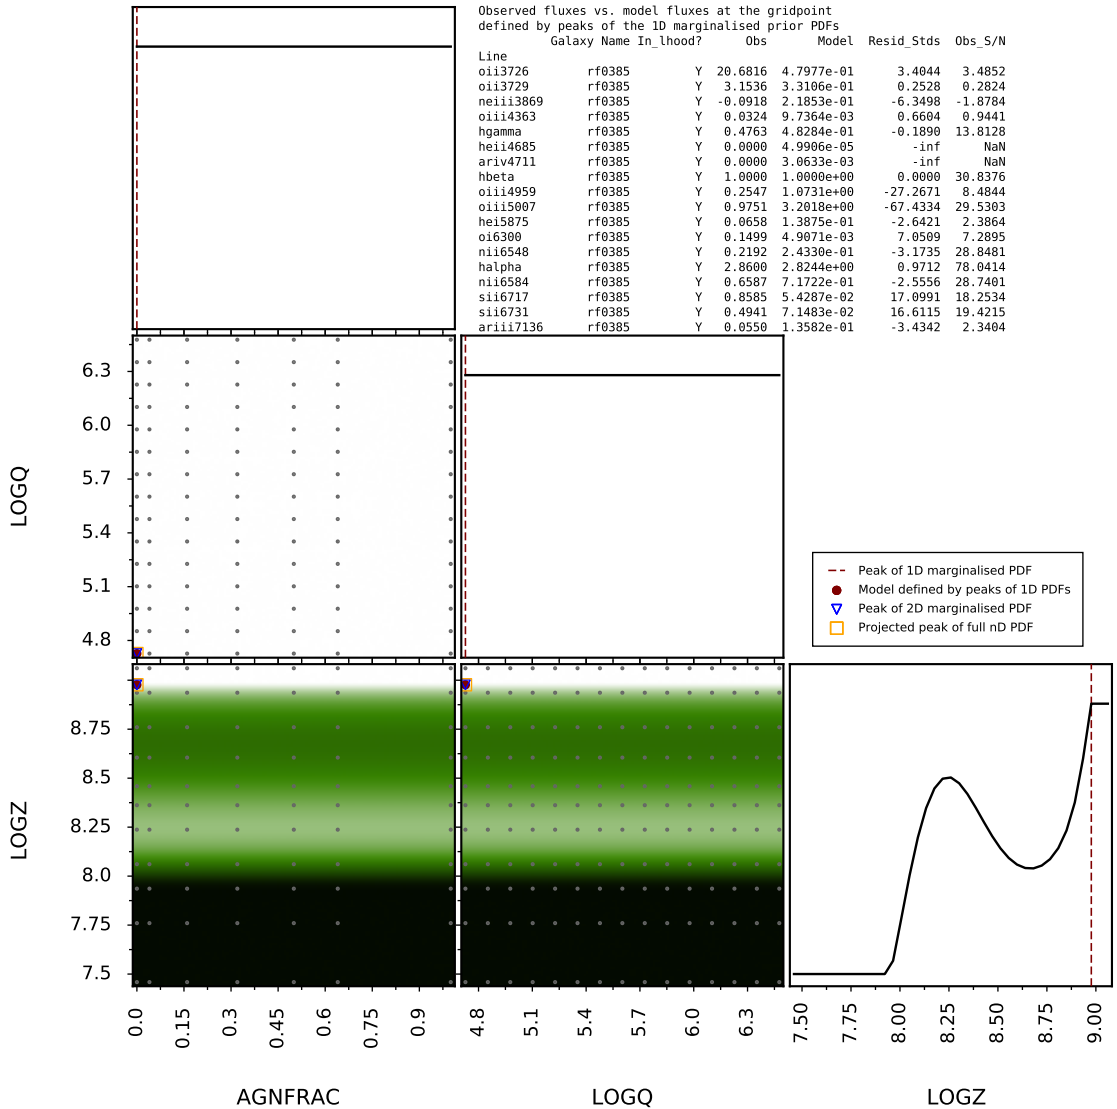 Observed fluxes vs. model fluxes at the gridpoint
defined by peaks of the 1D marginalised prior PDFs
Galaxy Name In_lhood? Obs Model Resid_Stds Obs_S/N
Line
oii3726 rf0385 Y 20.6816 4.7977e-01 3.4044 3.4852
oii3729 rf0385 Y 3.1536 3.3106e-01 0.2528 0.2824
neiii3869 rf0385 Y -0.0918 2.1853e-01 -6.3498 -1.8784
oiii4363 rf0385 Y 0.0324 9.7364e-03 0.6604 0.9441
hgamma rf0385 Y 0.4763 4.8284e-01 -0.1890 13.8128
heii4685 rf0385 Y 0.0000 4.9906e-05 -inf NaN
ariv4711 rf0385 Y 0.0000 3.0633e-03 -inf NaN
hbeta rf0385 Y 1.0000 1.0000e+00 0.0000 30.8376
oiii4959 rf0385 Y 0.2547 1.0731e+00 -27.2671 8.4844
oiii5007 rf0385 Y 0.9751 3.2018e+00 -67.4334 29.5303
hei5875 rf0385 Y 0.0658 1.3875e-01 -2.6421 2.3864
oi6300 rf0385 Y 0.1499 4.9071e-03 7.0509 7.2895
nii6548 rf0385 Y 0.2192 2.4330e-01 -3.1735 28.8481
halpha rf0385 Y 2.8600 2.8244e+00 0.9712 78.0414
nii6584 rf0385 Y 0.6587 7.1722e-01 -2.5556 28.7401
sii6717 rf0385 Y 0.8585 5.4287e-02 17.0991 18.2534
sii6731 rf0385 Y 0.4941 7.1483e-02 16.6115 19.4215
ariii7136 rf0385 Y 0.0550 1.3582e-01 -3.4342 2.3404
6.3
6.0
5.7
5.4
5.1
4.8
LOGQ
Peak of 1D marginalised PDF
Model defined by peaks of 1D PDFs
Peak of 2D marginalised PDF
Projected peak of full nD PDF
8.75
8.5
8.25
8.0
7.75
7.5
LOGZ
0.0 0.15 0.3 0.45 0.6 0.75 0.9
4.8 5.1 5.4 5.7 6.0 6.3
7.50 7.75 8.00 8.25 8.50 8.75 9.00
AGNFRAC
LOGQ
LOGZ